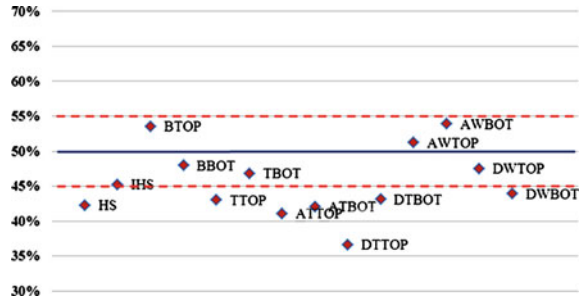 70%
65%
60%
55%
50%
45%
40%
35%
30%
BTOP
AWBOT
AWTOP
BBOT
TBOT
DWTOP
IHS
HS
TTOP
ATTOP
ATBOT
DTBOT
DWBOT
DTTOP